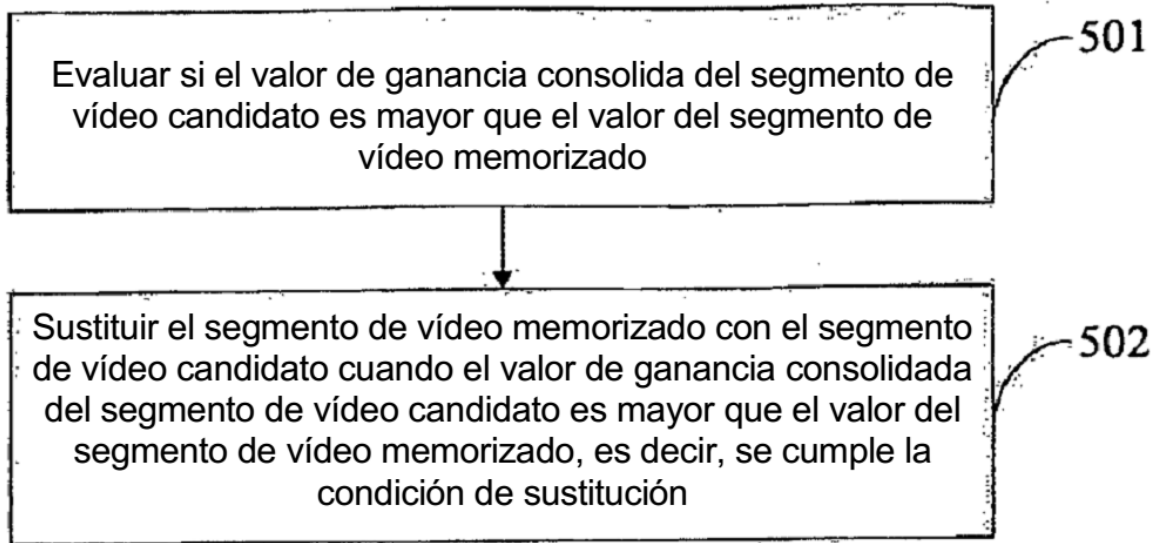 Evaluar si el valor de ganancia consolida del segmento de
vídeo candidato es mayor que el valor del segmento de
vídeo memorizado
501
Sustituir el segmento de vídeo memorizado con el segmento
de vídeo candidato cuando el valor de ganancia consolidada
del segmento de vídeo candidato es mayor que el valor del
segmento de vídeo memorizado, es decir, se cumple la
condición de sustitución
502